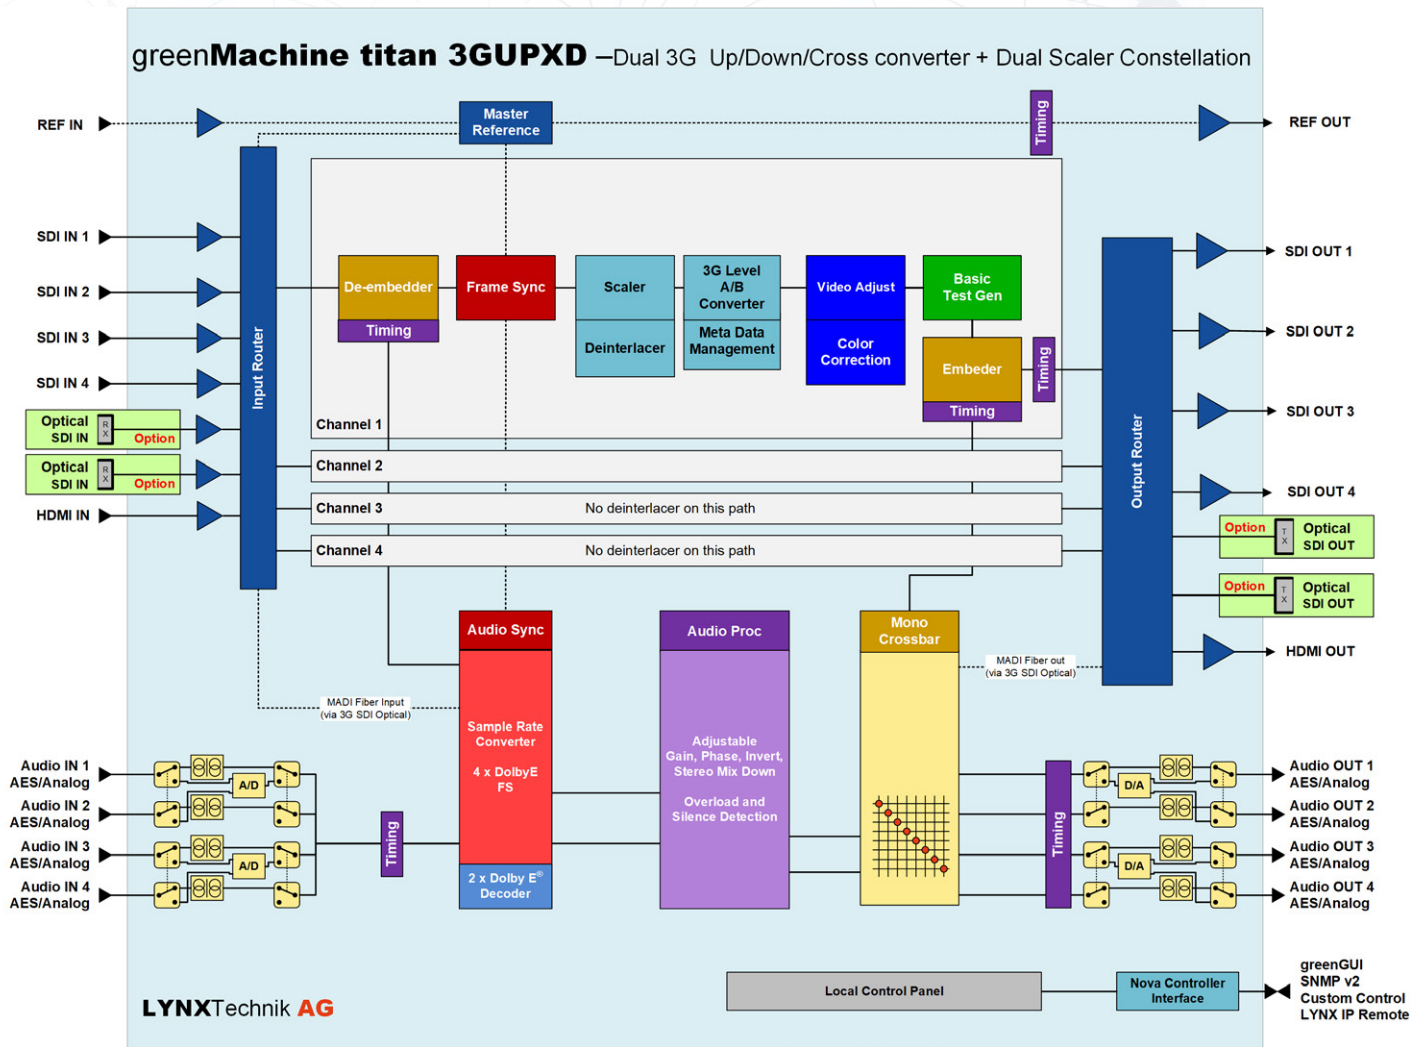 greenMachine titan 3GUPXD –Dual 3G Up/Down/Cross converter + Dual Scaler Constellation
REF IN
Master
Reference
Timing
REF OUT
Input Router
SDI IN 1
SDI IN 2
SDI IN 3
SDI IN 4
Optical
SDI IN
RX
Option
Optical
SDI IN
RX
Option
HDMI IN
De-embedder
Timing
Frame Sync
Scaler
Deinterlacer
3G Level
A/B
Converter
Meta Data
Management
Video Adjust
Color
Correction
Basic
Test Gen
Embeder
Timing
Timing
Channel 1
Channel 2
Channel 3
No deinterlacer on this path
Channel 4
No deinterlacer on this path
Output Router
SDI OUT 1
SDI OUT 2
SDI OUT 3
SDI OUT 4
Option
TX
Optical
SDI OUT
Option
TX
Optical
SDI OUT
HDMI OUT
Audio Sync
Sample Rate
Converter
4 x DolbyE
FS
2 x Dolby E®
Decoder
Audio Proc
Adjustable
Gain, Phase, Invert,
Stereo Mix Down
Overload and
Silence Detection
Mono
Crossbar
MADI Fiber Input
(via 3G SDI Optical)
MADI Fiber out
(via 3G SDI Optical)
Audio IN 1
AES/Analog
Audio IN 2
AES/Analog
Audio IN 3
AES/Analog
Audio IN 4
AES/Analog
A/D
A/D
Timing
Timing
D/A
D/A
Audio OUT 1
AES/Analog
Audio OUT 2
AES/Analog
Audio OUT 3
AES/Analog
Audio OUT 4
AES/Analog
LYNXTechnik AG
Local Control Panel
Nova Controller
Interface
greenGUI
SNMP v2
Custom Control
LYNX IP Remote